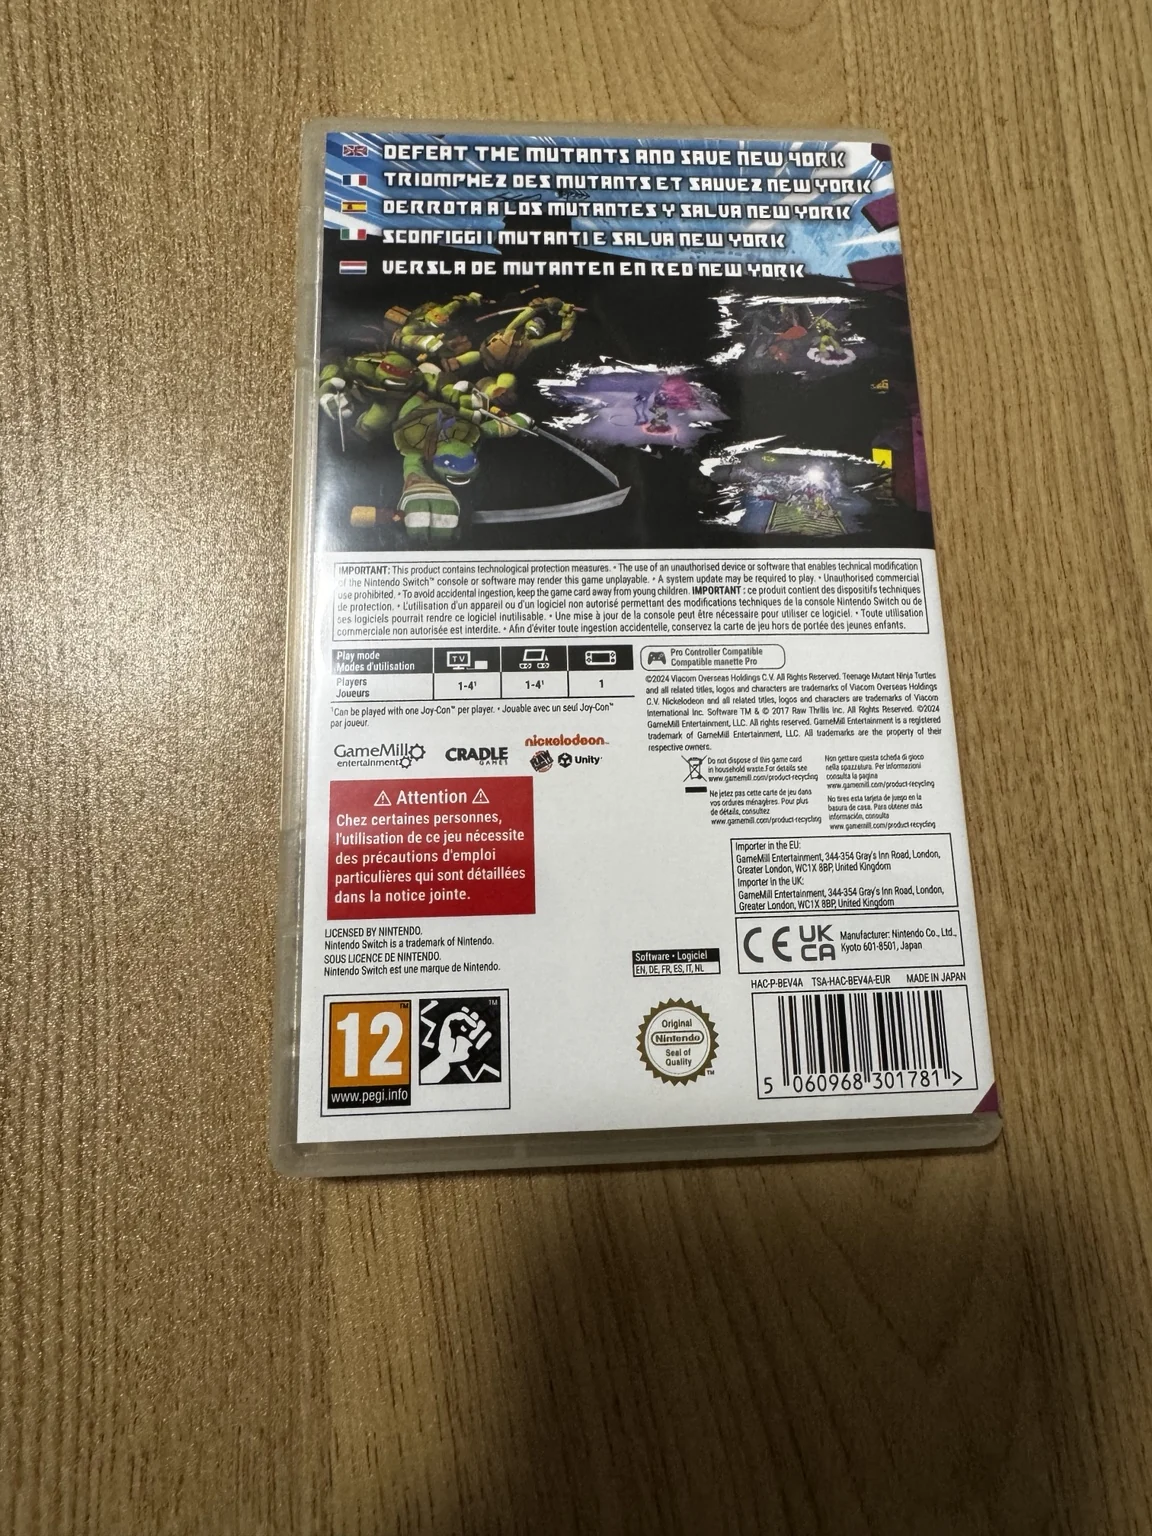 DEFEAT THE MUTANTS AND SAVE NEW YORK
TRIOMPHEZ DES MUTANTS ET SAUVEZ NEW YORK
DERROTA A LOS MUTANTES Y SALVA NEW YORK
SCONFIGGI I MUTANTI E SALVA NEW YORK
VERSLA DE MUTANTEN EN RED NEW YORK
IMPORTANT: This product contains technological protection measures. • The use of an unauthorised device or software that enables technical modification
of the Nintendo Switch™ console or software may render this game unplayable. • A system update may be required to play. • Unauthorised commercial
use prohibited. • To avoid accidental ingestion, keep the game card away from young children. IMPORTANT : ce produit contient des dispositifs techniques
de protection. • L'utilisation d'un appareil ou d'un logiciel non autorisé permettant des modifications techniques de la console Nintendo Switch ou de
ses logiciels pourrait rendre ce logiciel inutilisable. • Une mise à jour de la console peut être nécessaire pour utiliser ce logiciel. • Toute utilisation
commerciale non autorisée est interdite. • Afin d'éviter toute ingestion accidentelle, conservez la carte de jeu hors de portée des jeunes enfants.
Play mode
Modes d'utilisation
TV
Players
Joueurs
1-4¹
1-4¹
1
¹Can be played with one Joy-Con™ per player. • Jouable avec un seul Joy-Con™
par joueur.
Pro Controller Compatible
Compatible manette Pro
©2024 Viacom Overseas Holdings C.V. All Rights Reserved. Teenage Mutant Ninja Turtles
and all related titles, logos and characters are trademarks of Viacom Overseas Holdings
C.V. Nickelodeon and all related titles, logos and characters are trademarks of Viacom
International Inc. Software TM & © 2017 Raw Thrills Inc. All Rights Reserved. ©2024
GameMill Entertainment, LLC. All rights reserved. GameMill Entertainment is a registered
trademark of GameMill Entertainment, LLC. All trademarks are the property of their
respective owners.
GameMill
entertainment
CRADLE
GAMES
nickelodeon™
RAW
Unity
Do not dispose of this game card
in household waste. For details see
www.gamemill.com/product-recycling
Non gettare questa scheda di gioco
nella spazzatura. Per informazioni
consulta la pagina
www.gamemill.com/product-recycling
Ne jetez pas cette carte de jeu dans
vos ordures ménagères. Pour plus
de détails, consultez
www.gamemill.com/product-recycling
No tires esta tarjeta de juego en la
basura de casa. Para obtener más
información, consulta
www.gamemill.com/product-recycling
Attention
Chez certaines personnes,
l'utilisation de ce jeu nécessite
des précautions d'emploi
particulières qui sont détaillées
dans la notice jointe.
Importer in the EU:
GameMill Entertainment, 344-354 Gray's Inn Road, London,
Greater London, WC1X 8BP, United Kingdom
Importer in the UK:
GameMill Entertainment, 344-354 Gray's Inn Road, London,
Greater London, WC1X 8BP, United Kingdom
LICENSED BY NINTENDO.
Nintendo Switch is a trademark of Nintendo.
SOUS LICENCE DE NINTENDO.
Nintendo Switch est une marque de Nintendo.
CE
UK
CA
Manufacturer: Nintendo Co., Ltd.,
Kyoto 601-8501, Japan
Software • Logiciel
EN, DE, FR, ES, IT, NL
HAC-P-BEV4A TSA-HAC-BEV4A-EUR MADE IN JAPAN
12
™
www.pegi.info
™
Original
Nintendo
Seal of
Quality
™
5 060968 301781 >